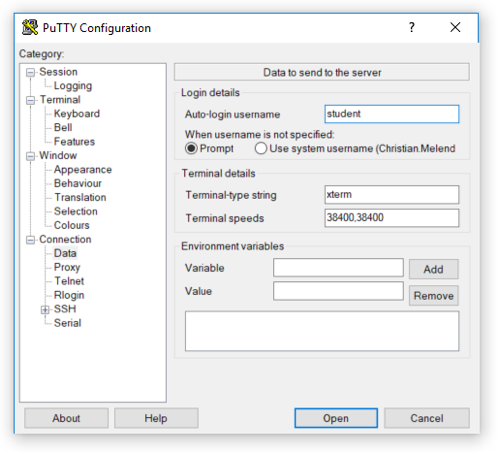 PuTTY Configuration
?
Category:
Session
Logging
Terminal
Keyboard
Bell
Features
Window
Appearance
Behaviour
Translation
Selection
Colours
Connection
Data
Proxy
Telnet
Rlogin
SSH
Serial
Data to send to the server
Login details
Auto-login username student
When username is not specified:
Prompt Use system username (Christian.Melend
Terminal details
Terminal-type string xterm
Terminal speeds 38400,38400
Environment variables
Variable Add
Value Remove
About Help Open Cancel